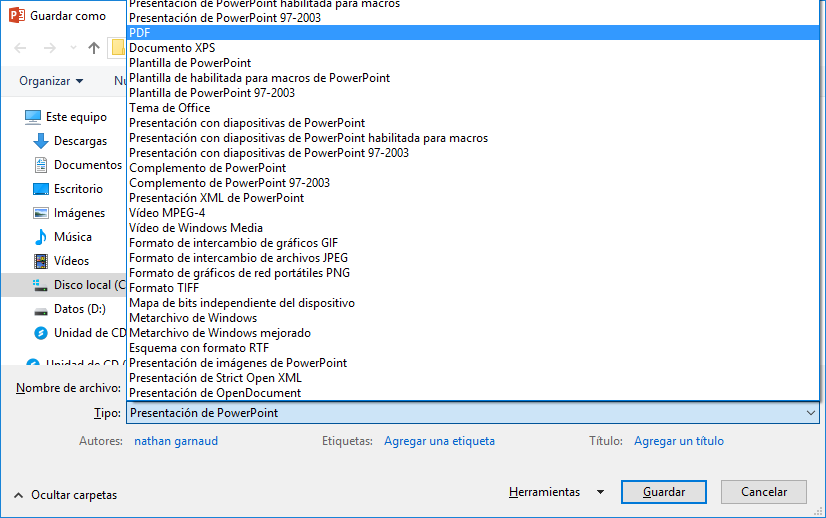 Guardar como
Presentación de PowerPoint habilitada para macros
Presentación de PowerPoint 97-2003
PDF
Documento XPS
Plantilla de PowerPoint
Plantilla de habilitada para macros de PowerPoint
Plantilla de PowerPoint 97-2003
Tema de Office
Presentación con diapositivas de PowerPoint
Presentación con diapositivas de PowerPoint habilitada para macros
Presentación con diapositivas de PowerPoint 97-2003
Complemento de PowerPoint
Complemento de PowerPoint 97-2003
Presentación XML de PowerPoint
Vídeo MPEG-4
Vídeo de Windows Media
Formato de intercambio de gráficos GIF
Formato de intercambio de archivos JPEG
Formato de gráficos de red portátiles PNG
Formato TIFF
Mapa de bits independiente del dispositivo
Metarchivo de Windows
Metarchivo de Windows mejorado
Esquema con formato RTF
Presentación de imágenes de PowerPoint
Presentación de Strict Open XML
Presentación de OpenDocument
Organizar
Nu
Este equipo
Descargas
Documentos
Escritorio
Imágenes
Música
Vídeos
Disco local (C
Datos (D:)
Unidad de CD
Unidad de CD (
Nombre de archivo:
Tipo: Presentación de PowerPoint
Autores: nathan garnaud Etiquetas: Agregar una etiqueta Título: Agregar un título
Ocultar carpetas Herramientas Guardar Cancelar